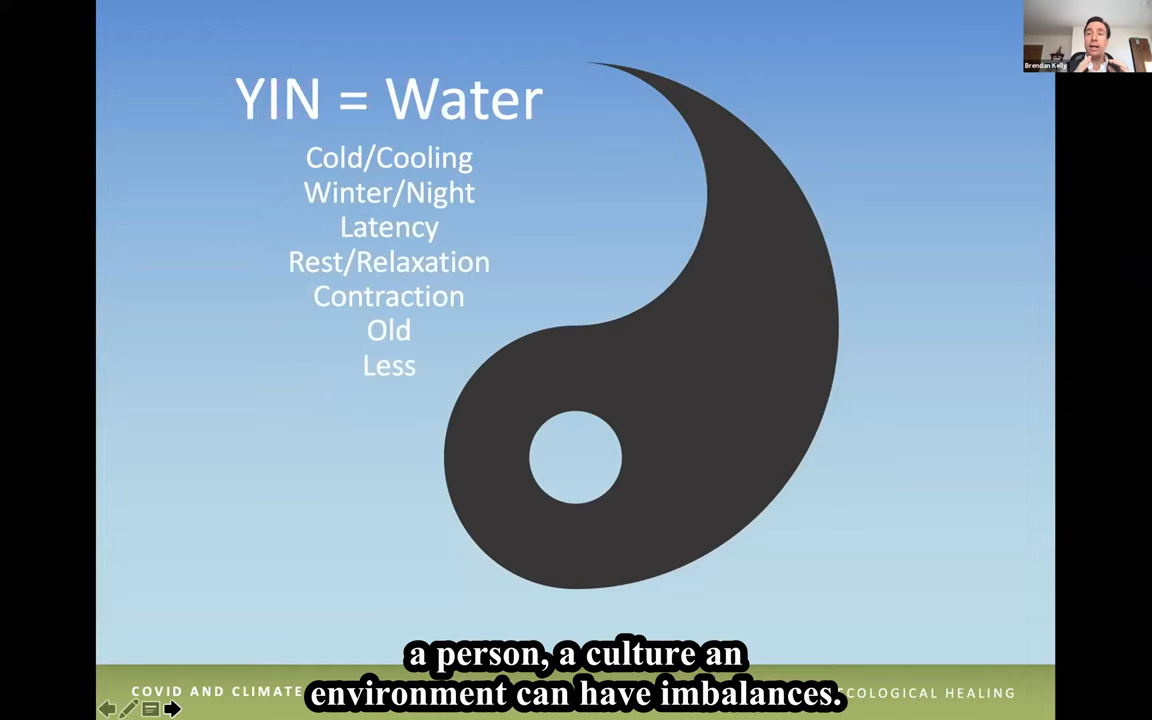 Brendan Kelly
YIN = Water
Cold/Cooling
Winter/Night
Latency
Rest/Relaxation
Contraction
Old
Less
a person, a culture an
environment can have imbalances.
COVID AND CLIMATE
ECOLOGICAL HEALING